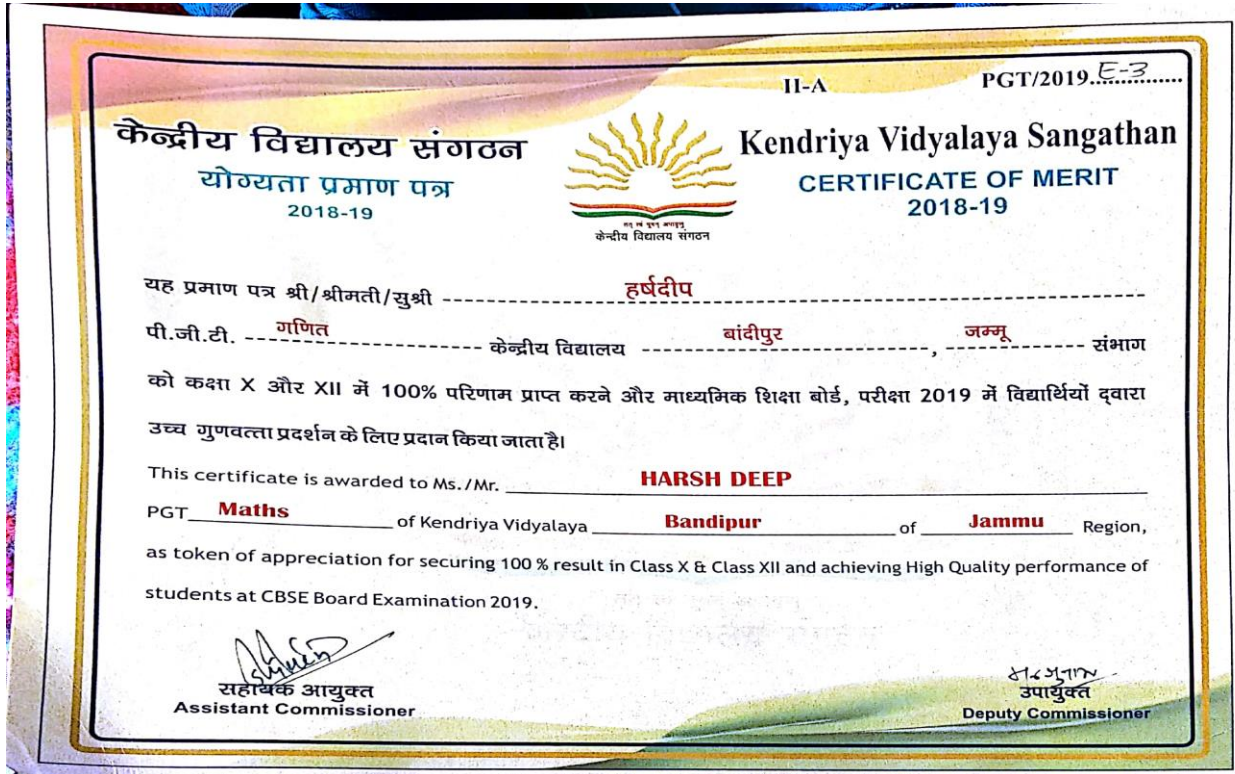 II-A PGT/2019.E-3........
केन्द्रीय विद्यालय संगठन
योग्यता प्रमाण पत्र
2018-19
केन्द्रीय विद्यालय संगठन
Kendriya Vidyalaya Sangathan
CERTIFICATE OF MERIT
2018-19
यह प्रमाण पत्र श्री/श्रीमती/सुश्री हर्षदीप
पी.जी.टी. गणित केन्द्रीय विद्यालय बांदीपुर, जम्मू संभाग
को कक्षा X और XII में 100% परिणाम प्राप्त करने और माध्यमिक शिक्षा बोर्ड, परीक्षा 2019 में विद्यार्थियों द्वारा
उच्च गुणवत्ता प्रदर्शन के लिए प्रदान किया जाता है।
This certificate is awarded to Ms./Mr. HARSH DEEP
PGT Maths of Kendriya Vidyalaya Bandipur of Jammu Region,
as token of appreciation for securing 100 % result in Class X & Class XII and achieving High Quality performance of
students at CBSE Board Examination 2019.
सहायक आयुक्त
Assistant Commissioner
उपायुक्त
Deputy Commissioner